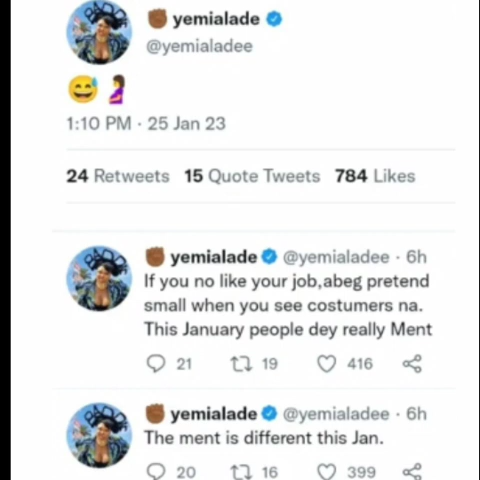 yemialade
@yemialadee
1:10 PM · 25 Jan 23
24 Retweets 15 Quote Tweets 784 Likes
yemialade @yemialadee · 6h
If you no like your job,abeg pretend
small when you see costumers na.
This January people dey really Ment
21 19 416
yemialade @yemialadee · 6h
The ment is different this Jan.
20 16 399